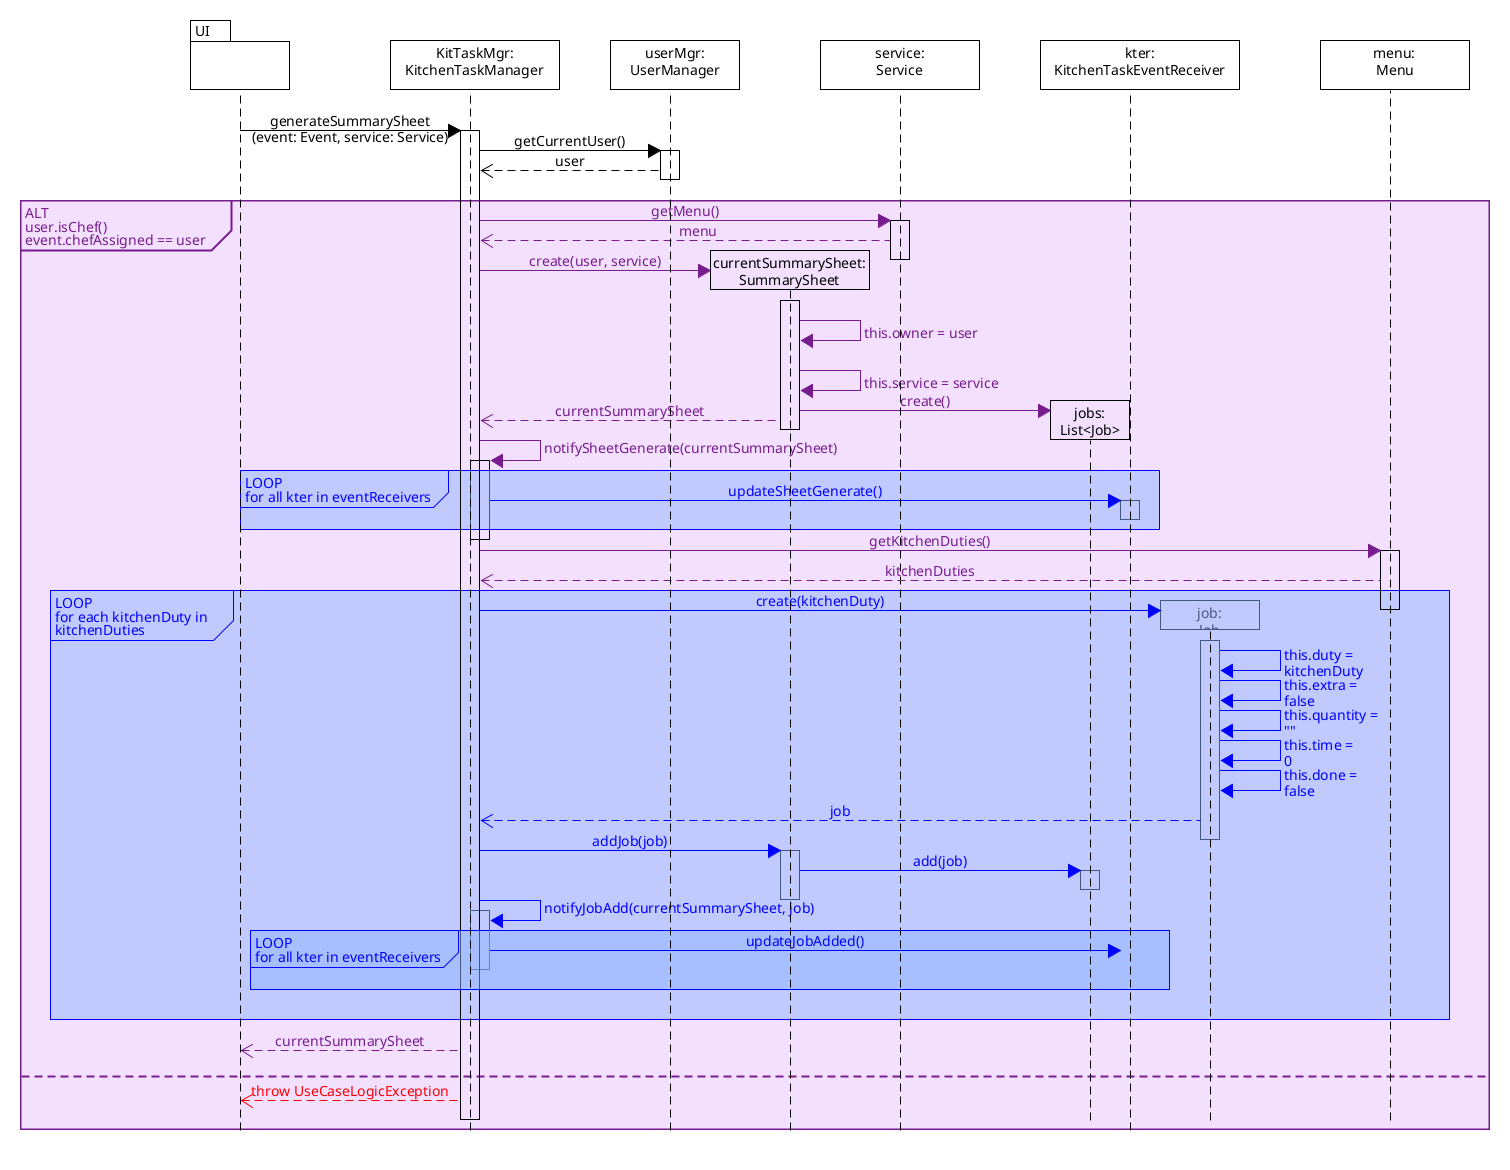 UI
KitTaskMgr:
KitchenTaskManager
userMgr:
UserManager
service:
Service
kter:
KitchenTaskEventReceiver
menu:
Menu
generateSummarySheet
(event: Event, service: Service)
getCurrentUser()
user
ALT
user.isChef()
event.chefAssigned == user
getMenu()
menu
create(user, service)
currentSummarySheet:
SummarySheet
this.owner = user
this.service = service
create()
jobs:
List<Job>
currentSummarySheet
notifySheetGenerate(currentSummarySheet)
LOOP
for all kter in eventReceivers
updateSheetGenerate()
getKitchenDuties()
kitchenDuties
LOOP
for each kitchenDuty in
kitchenDuties
create(kitchenDuty)
job:
Job
this.duty =
kitchenDuty
this.extra =
false
this.quantity =
""
this.time =
0
this.done =
false
job
addJob(job)
add(job)
notifyJobAdd(currentSummarySheet, job)
LOOP
for all kter in eventReceivers
updateJobAdded()
currentSummarySheet
throw UseCaseLogicException